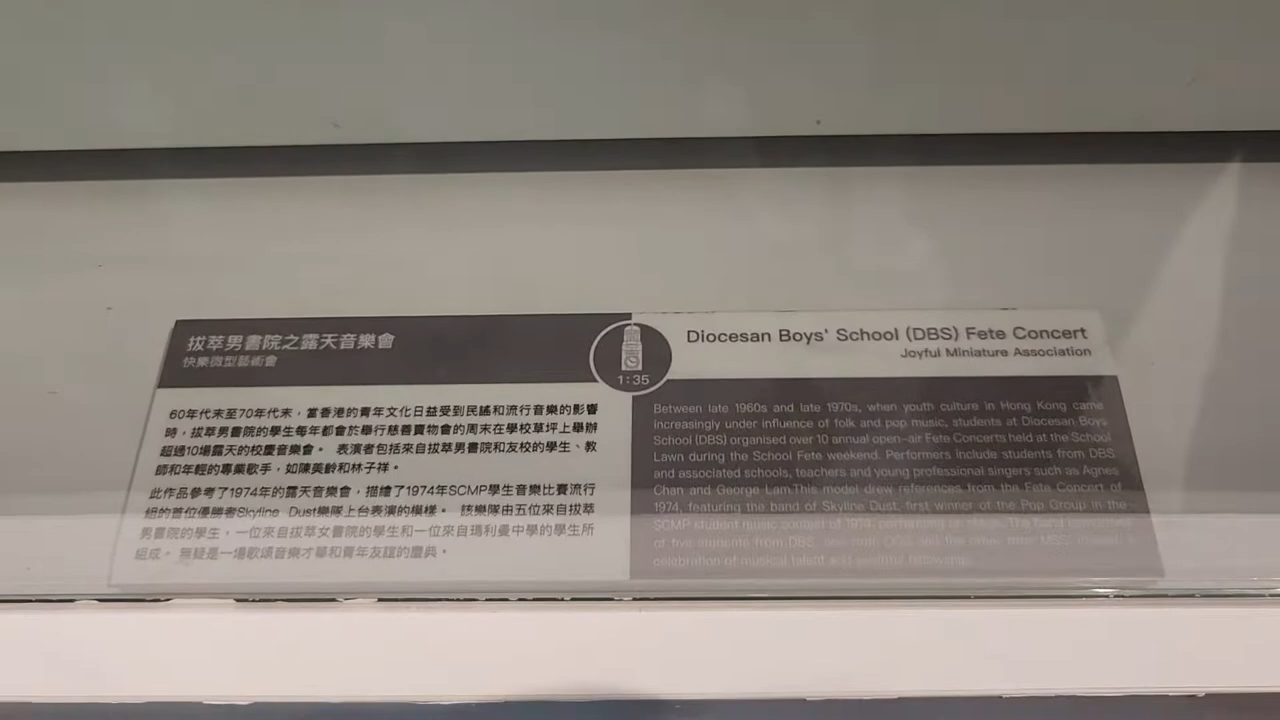 拔萃男書院之露天音樂會
快樂微型藝術會
1:35
Diocesan Boys' School (DBS) Fete Concert
Joyful Miniature Association
60年代末至70年代末，當香港的青年文化日益受到民謠和流行音樂的影響
時，拔萃男書院的學生每年都會於舉行慈善賣物會的周末在學校草坪上舉辦
超過10場露天的校慶音樂會。 表演者包括來自拔萃男書院和友校的學生、教
師和年輕的專業歌手，如陳美齡和林子祥。
此作品參考了1974年的露天音樂會，描繪了1974年SCMP學生音樂比賽流行
組的首位優勝者Skyline Dust樂隊上台表演的模樣。 該樂隊由五位來自拔萃
男書院的學生，一位來自拔萃女書院的學生和一位來自瑪利曼中學的學生所
組成。 無疑是一場歌頌音樂才華和青年友誼的慶典。
Between late 1960s and late 1970s, when youth culture in Hong Kong came
increasingly under influence of folk and pop music, students at Diocesan Boys'
School (DBS) organised over 10 annual open-air Fete Concerts held at the School
Lawn during the School Fete weekend. Performers include students from DBS
and associated schools, teachers and young professional singers such as Agnes
Chan and George Lam.This model drew references from the Fete Concert of
1974, featuring the band of Skyline Dust, first winner of the Pop Group in the
SCMP student music contest of 1974, performing on stage. The band
of five students from DBS, one from DGS and the other from MSS.
celebration of musical talent and youthful fellowship.